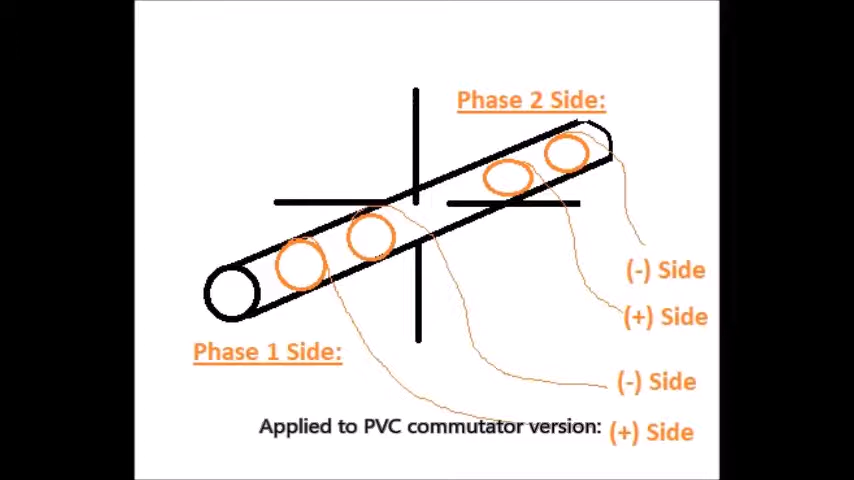 Phase 2 Side:
(-) Side
(+) Side
Phase 1 Side:
(-) Side
Applied to PVC commutator version:
(+) Side